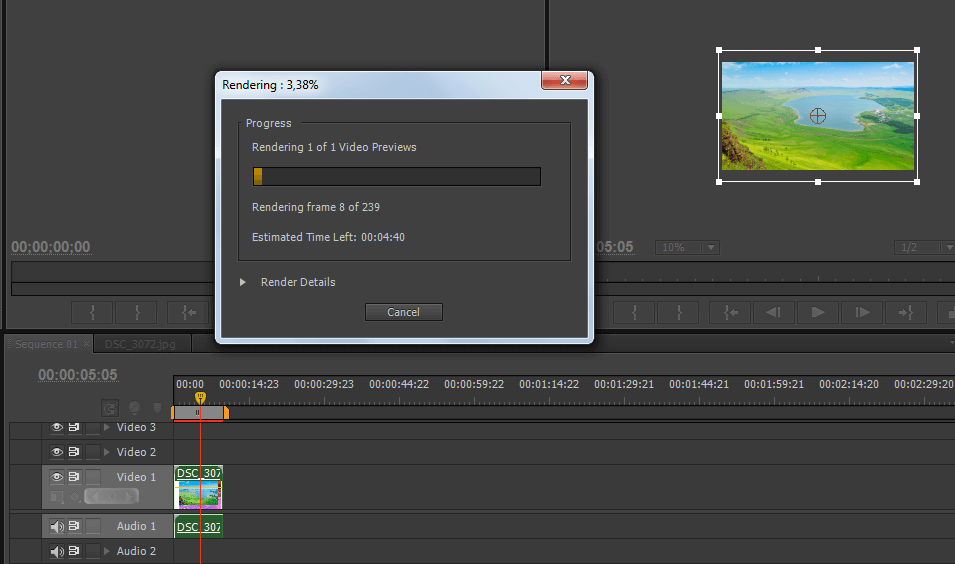 Rendering : 3,38%
Progress
Rendering 1 of 1 Video Previews
Rendering frame 8 of 239
Estimated Time Left: 00:04:40
Render Details
Cancel
00;00;00;00
05:05
10%
1/2
Sequence 01
DSC_3072.jpg
00:00:05:05
00:00
00:00:14:23
00:00:29:23
00:00:44:22
00:00:59:22
00:01:14:22
00:01:29:21
00:01:44:21
00:01:59:21
00:02:14:20
00:02:29:20
Video 3
Video 2
Video 1
DSC_307
Audio 1
DSC_307
Audio 2